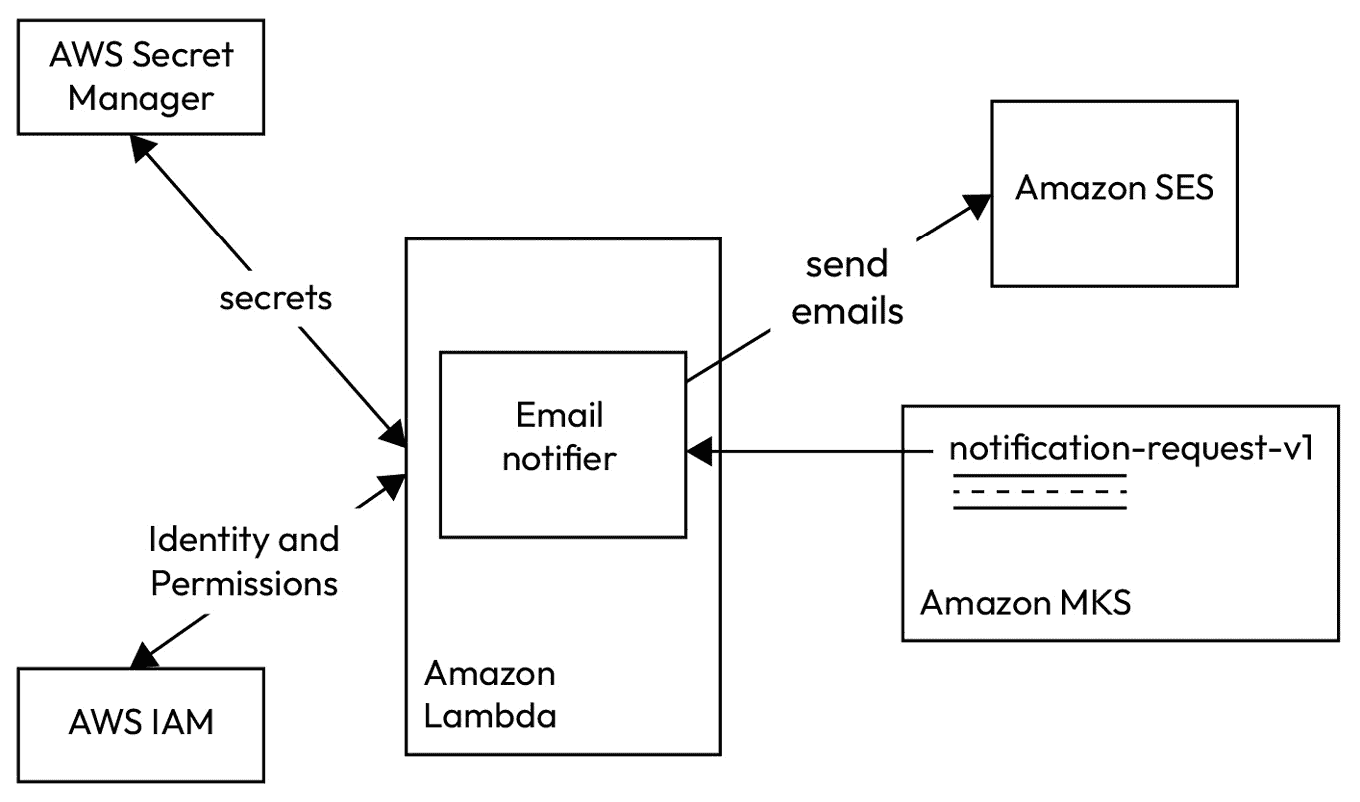 AWS Secret
Manager
Amazon SES
send
emails
secrets
Email
notifier
notification-request-v1
Identity and
Permissions
Amazon MKS
Amazon
Lambda
AWS IAM